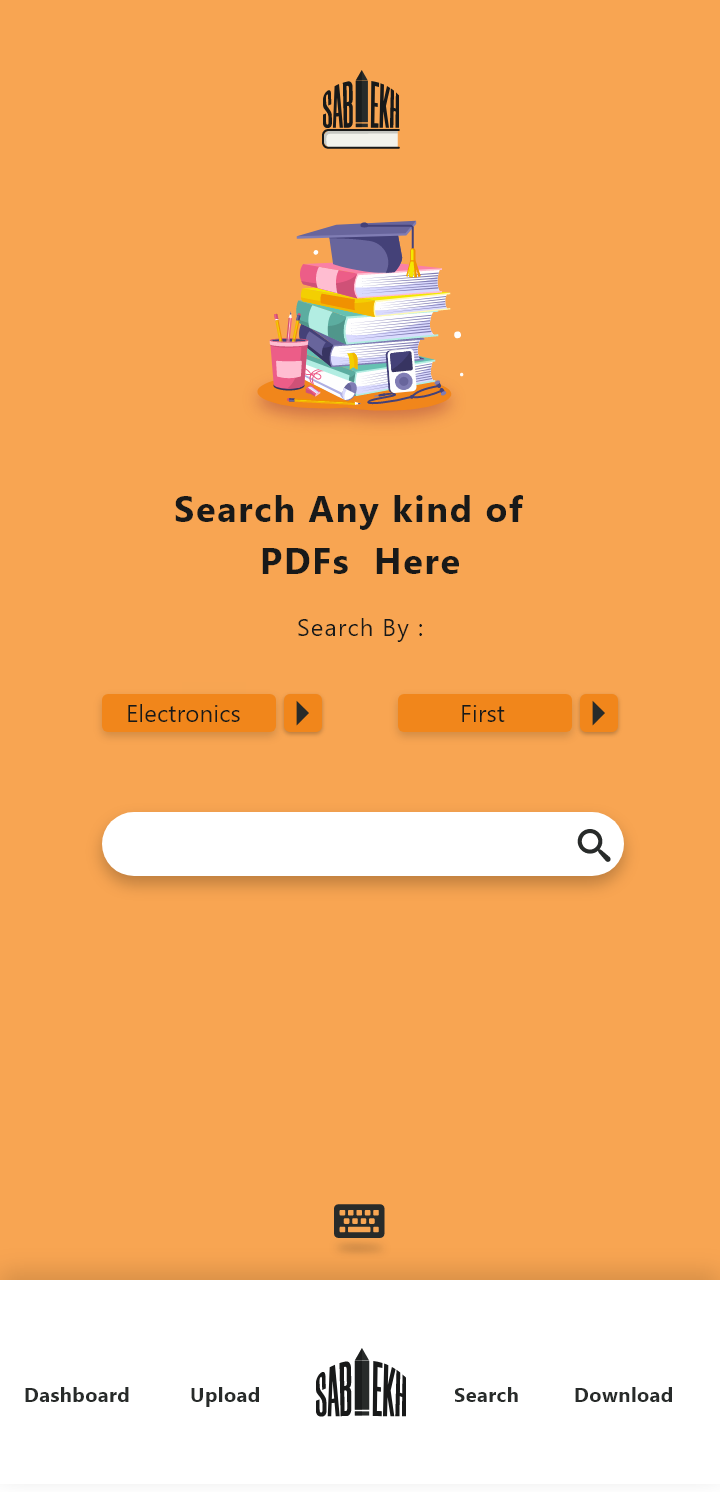 SABLEKH
Search Any kind of
PDFs Here
Search By :
Electronics
First
Dashboard
Upload
SABLEKH
Search
Download